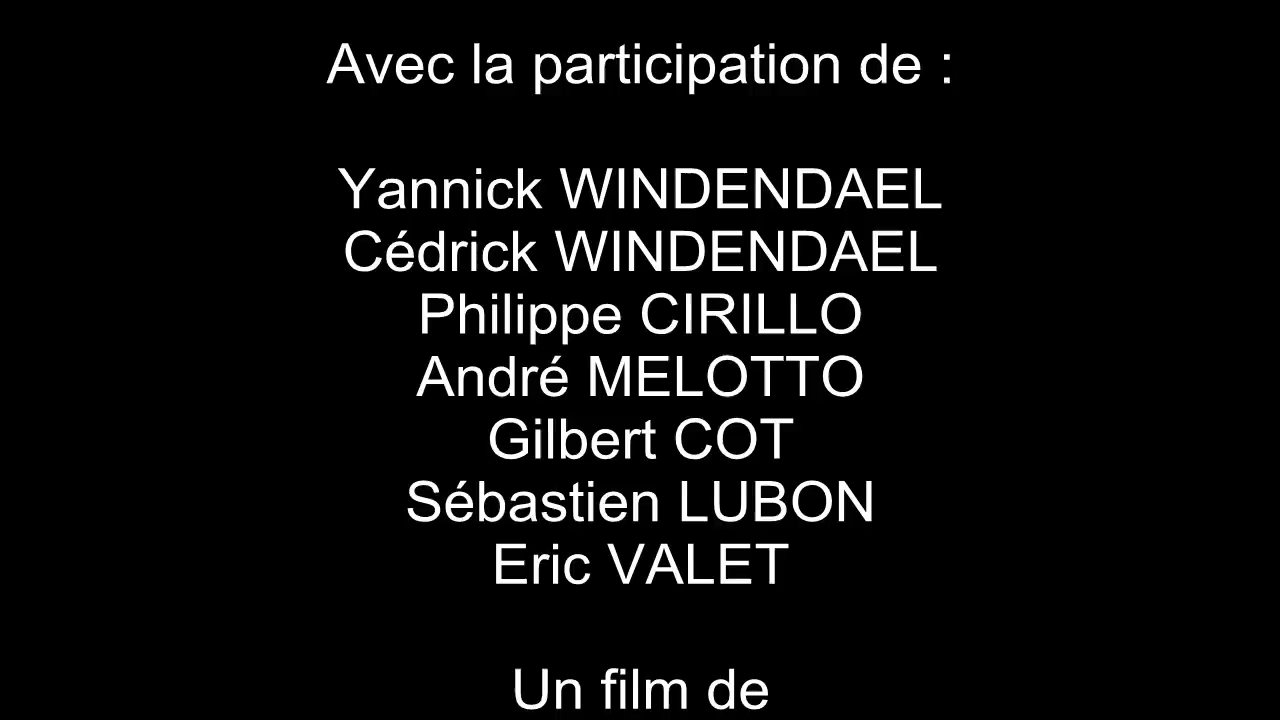 Avec la participation de :
Yannick WINDENDAEL
Cédrick WINDENDAEL
Philippe CIRILLO
André MELOTTO
Gilbert COT
Sébastien LUBON
Eric VALET
Un film de